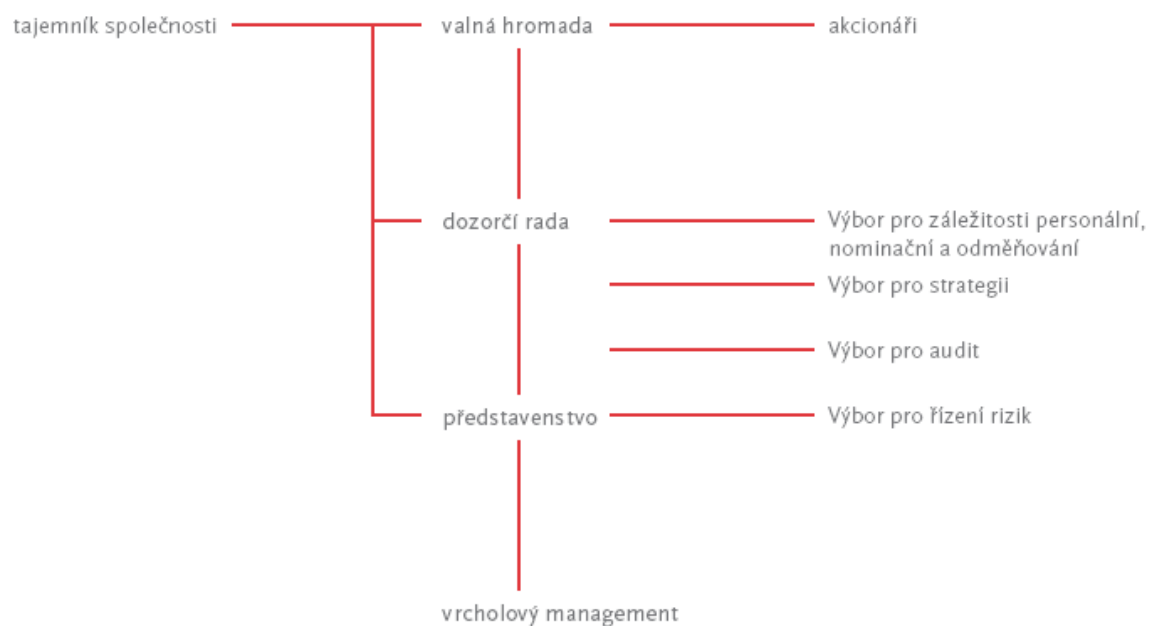 tajemník společnosti
valná hromada
akcionáři
dozorčí rada
Výbor pro záležitosti personální,
nominační a odměňování
Výbor pro strategii
Výbor pro audit
představenstvo
Výbor pro řízení rizik
vrcholový management